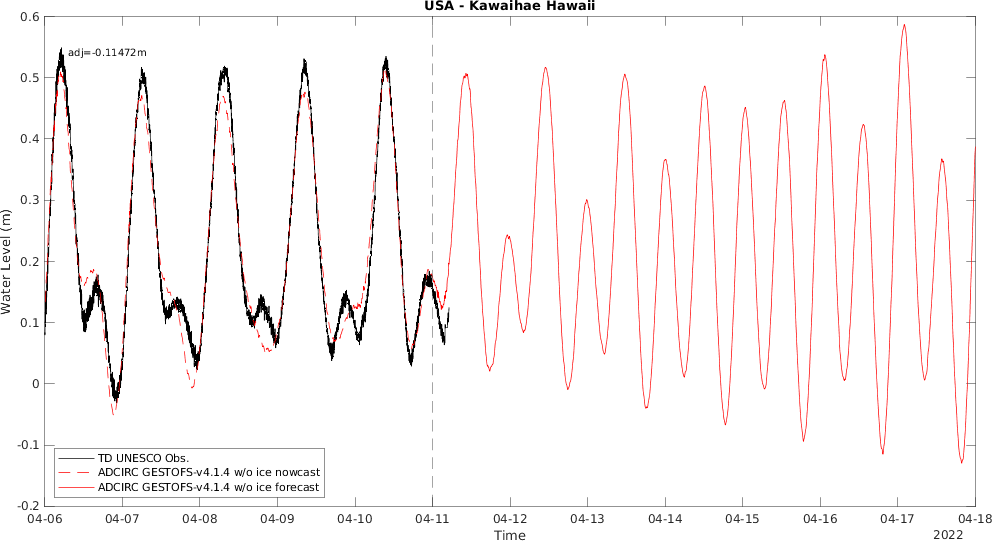 USA - Kawaihae Hawaii
adj=-0.11472m
0.6
0.5
0.4
0.3
0.2
0.1
0
-0.1
-0.2
Water Level (m)
TD UNESCO Obs.
ADCIRC GESTOFS-v4.1.4 w/o ice nowcast
ADCIRC GESTOFS-v4.1.4 w/o ice forecast
04-06 04-07 04-08 04-09 04-10 04-11 04-12 04-13 04-14 04-15 04-16 04-17 04-18
Time
2022